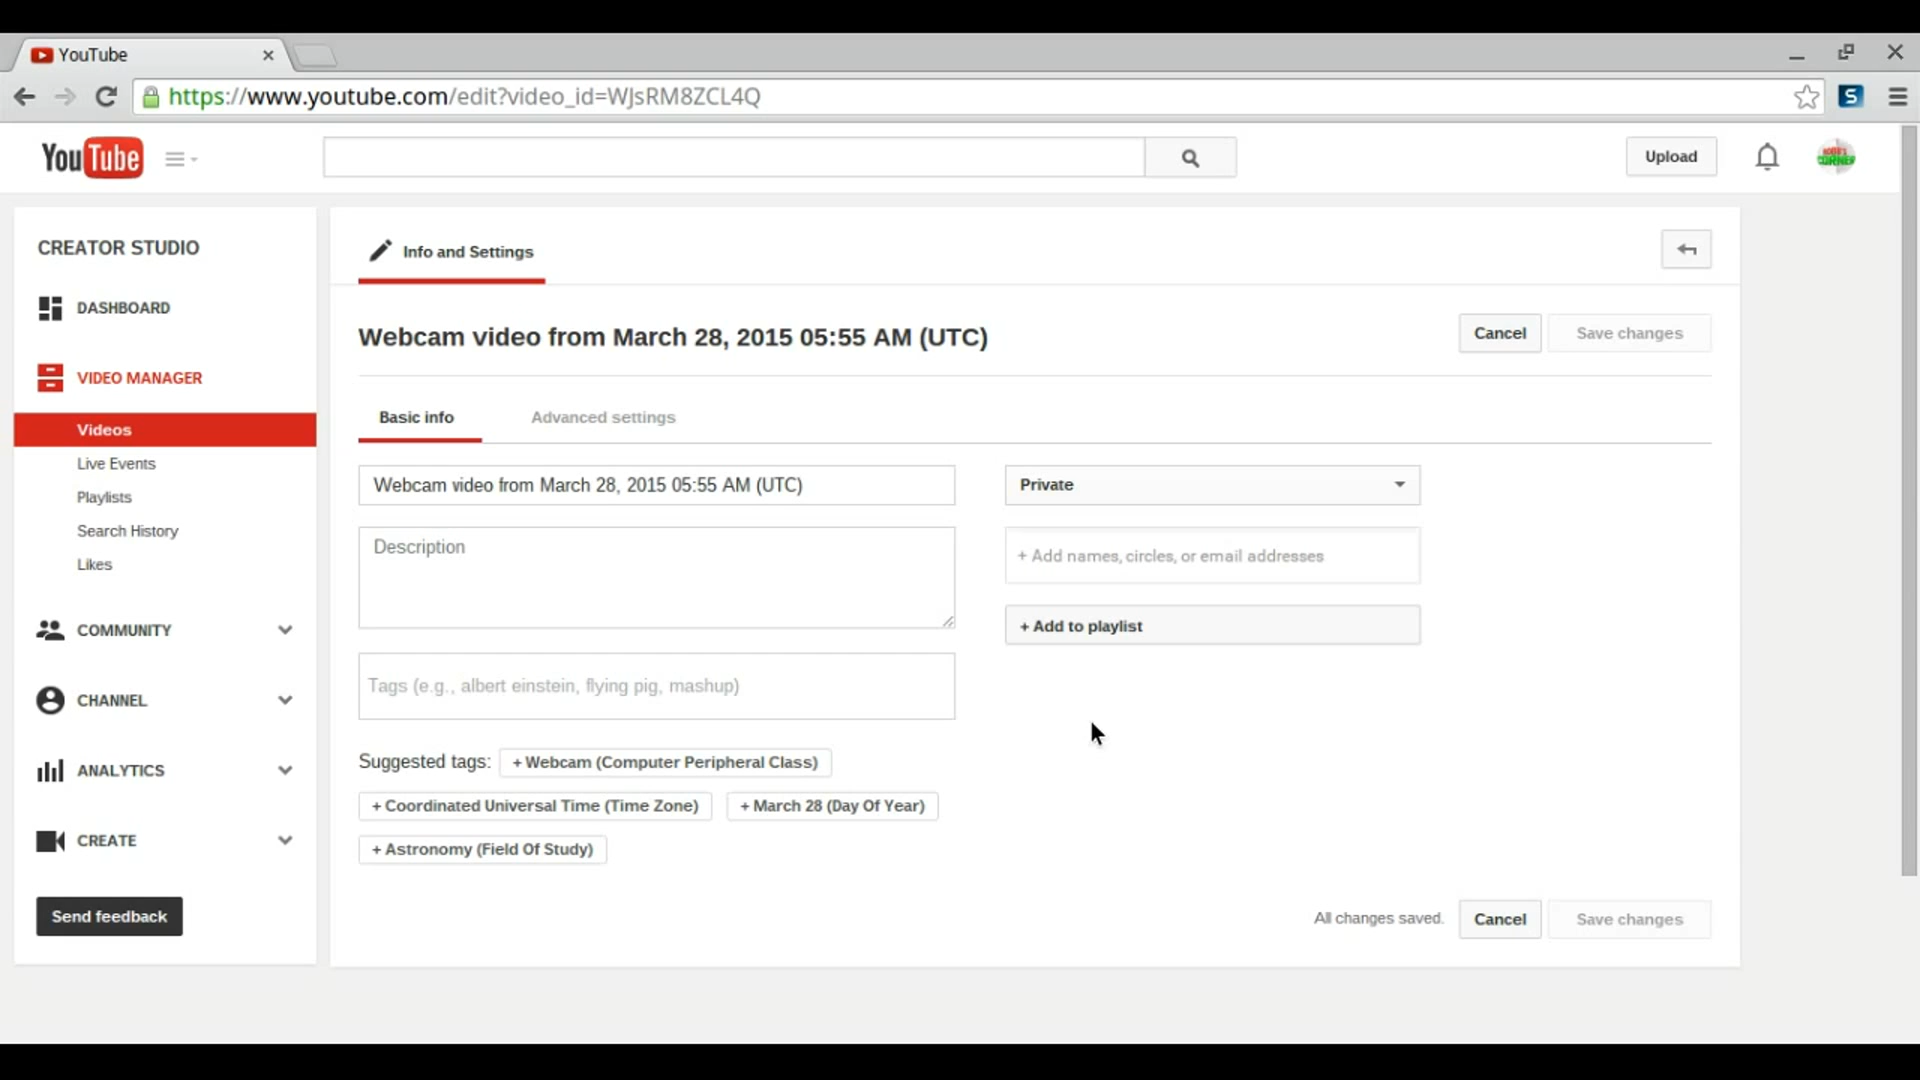 YouTube
https://www.youtube.com/edit?video_id=WJsRM8ZCL4Q
S
YouTube
Upload
CORNER
CREATOR STUDIO
DASHBOARD
VIDEO MANAGER
Videos
Live Events
Playlists
Search History
Likes
COMMUNITY
CHANNEL
ANALYTICS
CREATE
Send feedback
Info and Settings
Webcam video from March 28, 2015 05:55 AM (UTC)
Cancel
Save changes
Basic info
Advanced settings
Webcam video from March 28, 2015 05:55 AM (UTC)
Private
Description
+ Add names, circles, or email addresses
+ Add to playlist
Tags (e.g., albert einstein, flying pig, mashup)
Suggested tags: + Webcam (Computer Peripheral Class)
+ Coordinated Universal Time (Time Zone) + March 28 (Day Of Year)
+ Astronomy (Field Of Study)
All changes saved.
Cancel
Save changes